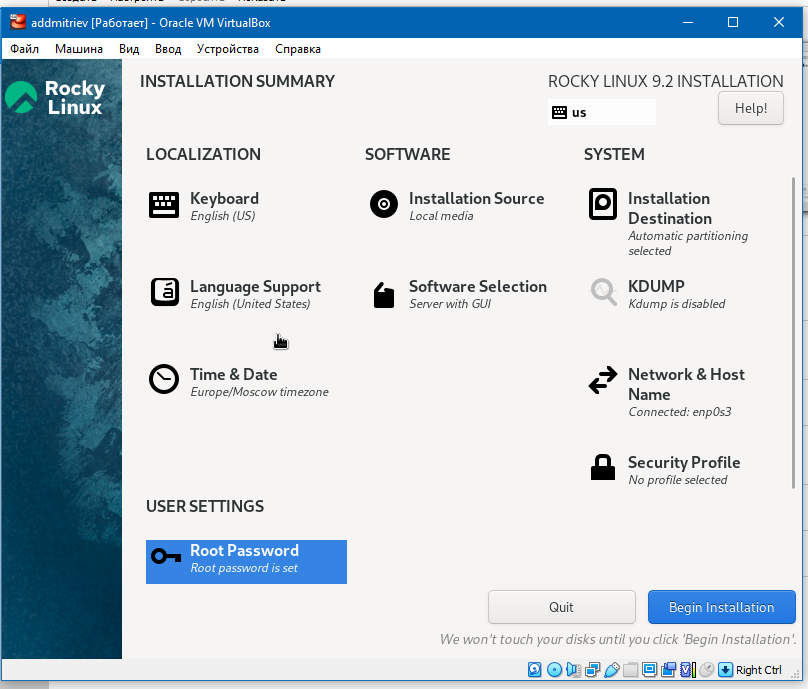 addmitriev [Работает] - Oracle VM VirtualBox
Файл Машина Вид Ввод Устройства Справка
Rocky
Linux
INSTALLATION SUMMARY
ROCKY LINUX 9.2 INSTALLATION
us
Help!
LOCALIZATION
Keyboard
English (US)
Language Support
English (United States)
Time & Date
Europe/Moscow timezone
SOFTWARE
Installation Source
Local media
Software Selection
Server with GUI
SYSTEM
Installation
Destination
Automatic partitioning
selected
KDUMP
Kdump is disabled
Network & Host
Name
Connected: enp0s3
Security Profile
No profile selected
USER SETTINGS
Root Password
Root password is set
Quit
Begin Installation
We won't touch your disks until you click 'Begin Installation'.
Right Ctrl